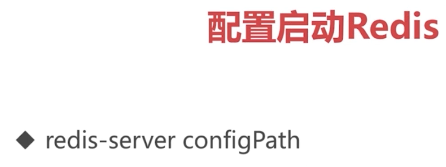 配置启动Redis
◆ redis-server configPath